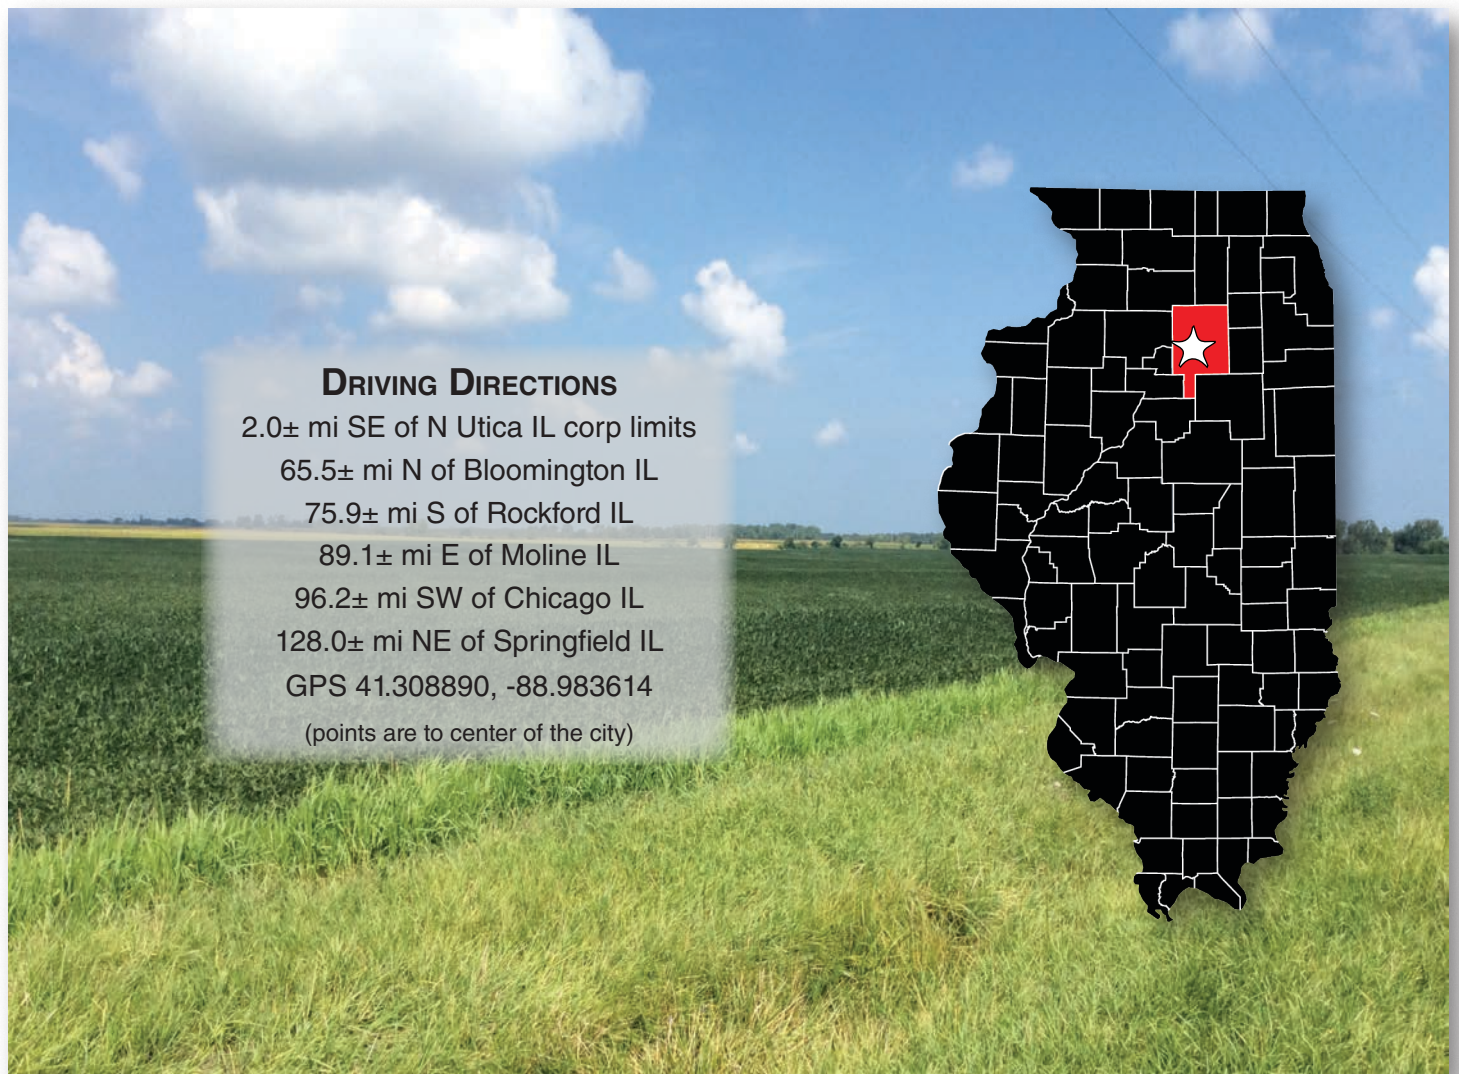 DRIVING DIRECTIONS
2.0± mi SE of N Utica IL corp limits
65.5± mi N of Bloomington IL
75.9± mi S of Rockford IL
89.1± mi E of Moline IL
96.2± mi SW of Chicago IL
128.0± mi NE of Springfield IL
GPS 41.308890, -88.983614
(points are to center of the city)